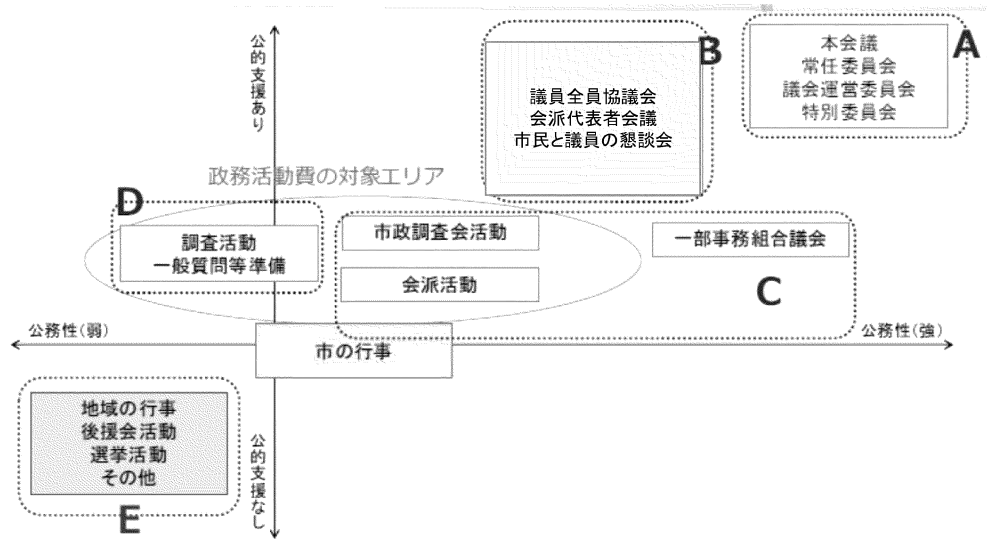 公的支援あり
B
A
本会議
常任委員会
議会運営委員会
特別委員会
議員全員協議会
会派代表者会議
市民と議員の懇談会
政務活動費の対象エリア
D
調査活動
一般質問等準備
市政調査会活動
会派活動
一部事務組合議会
C
公務性(弱)
公務性(強)
市の行事
地域の行事
後援会活動
選挙活動
その他
E
公的支援なし